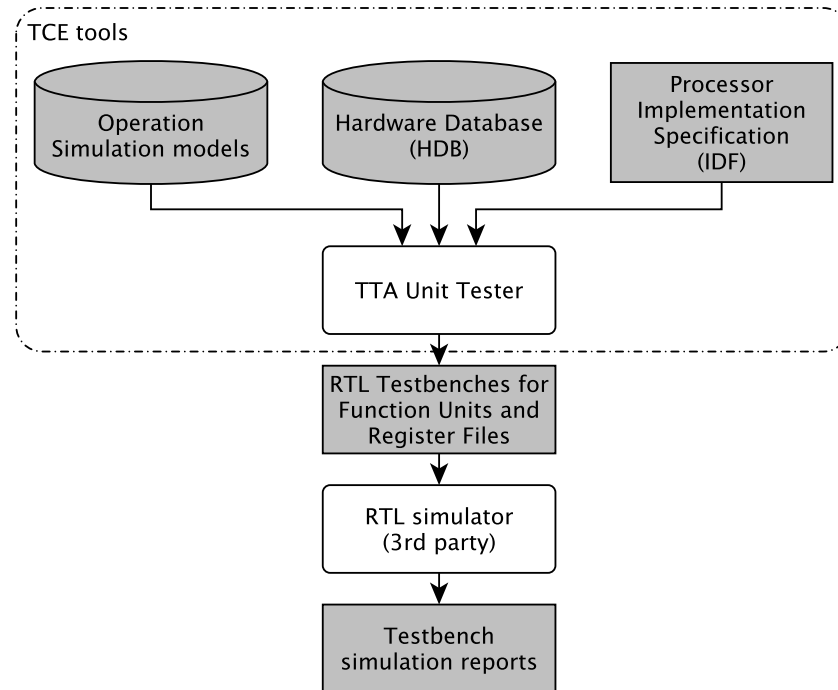 TCE tools
Operation
Simulation models
Hardware Database
(HDB)
Processor
Implementation
Specification
(IDF)
TTA Unit Tester
RTL Testbenches for
Function Units and
Register Files
RTL simulator
(3rd party)
Testbench
simulation reports